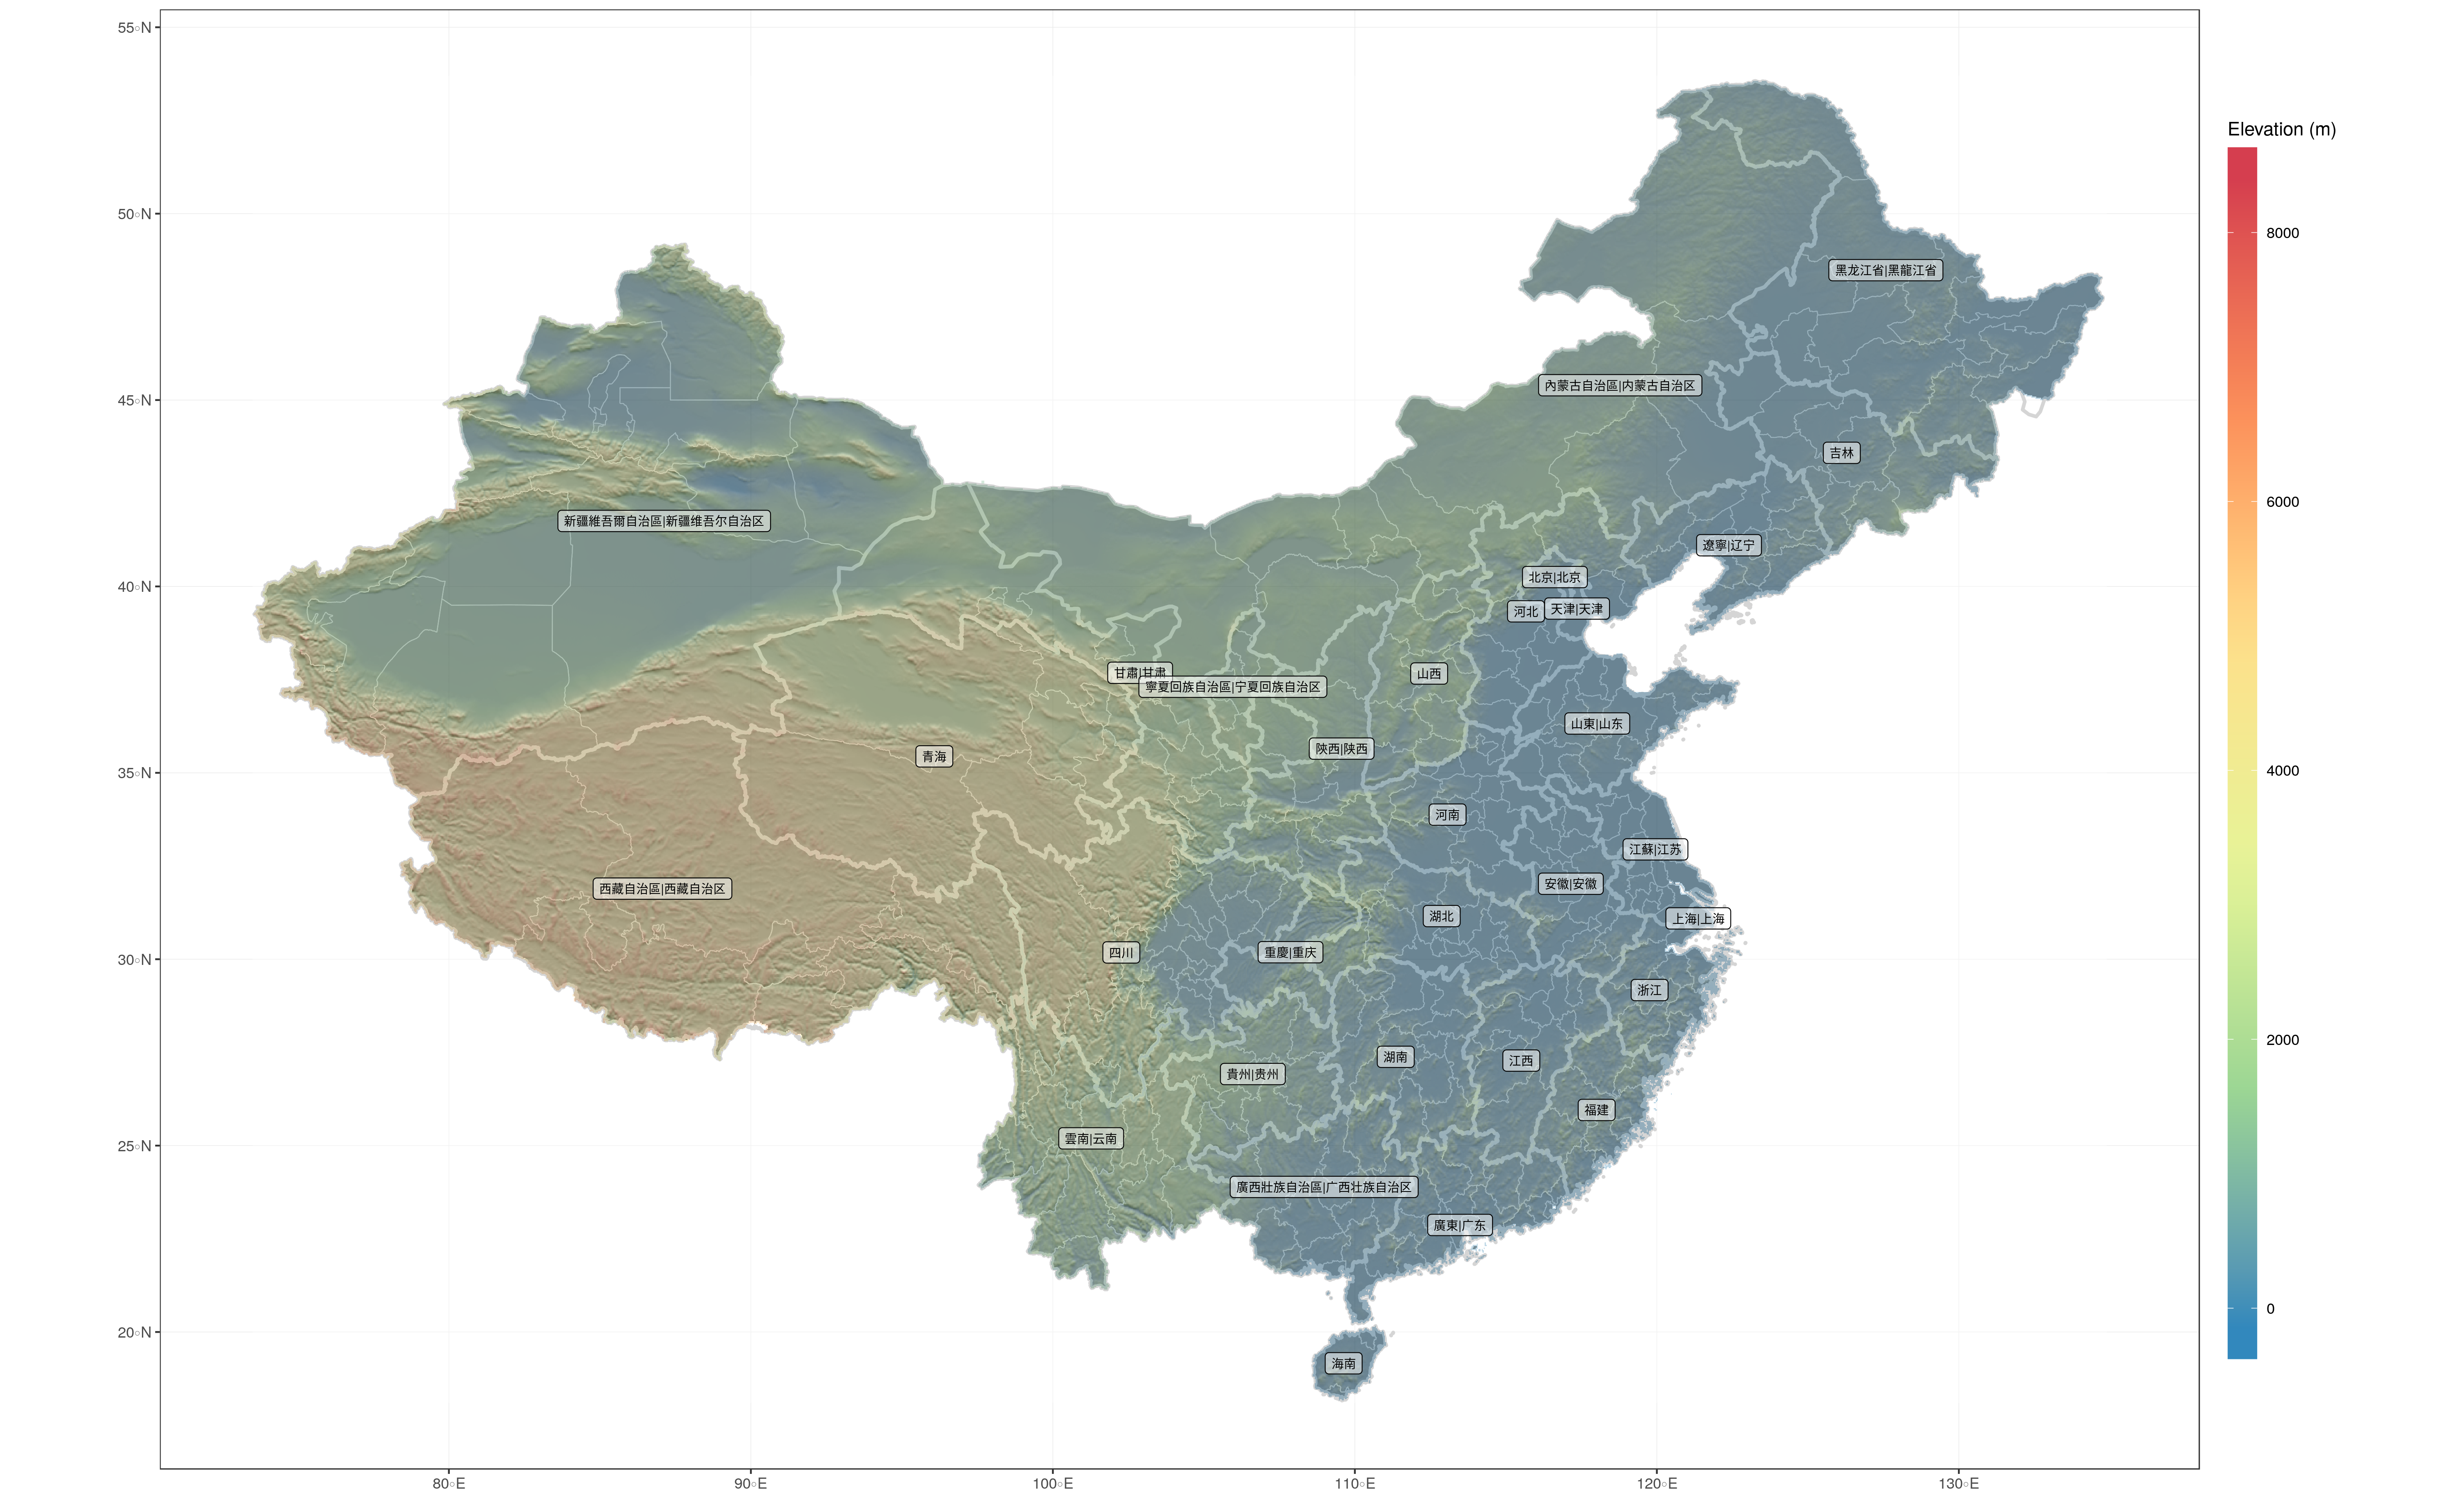 55°N
50°N
45°N
40°N
35°N
30°N
25°N
20°N
黑龙江省|黑龍江省
內蒙古自治區|内蒙古自治区
吉林
新疆維吾爾自治區|新疆维吾尔自治区
遼寧|辽宁
北京|北京
河北
天津|天津
甘肅|甘肃
寧夏回族自治區|宁夏回族自治区
山西
山東|山东
陝西|陕西
青海
河南
江蘇|江苏
西藏自治區|西藏自治区
安徽|安徽
湖北
上海|上海
四川
重慶|重庆
浙江
湖南
江西
貴州|贵州
福建
雲南|云南
廣西壯族自治區|广西壮族自治区
廣東|广东
海南
80°E
90°E
100°E
110°E
120°E
130°E
Elevation (m)
8000
6000
4000
2000
0